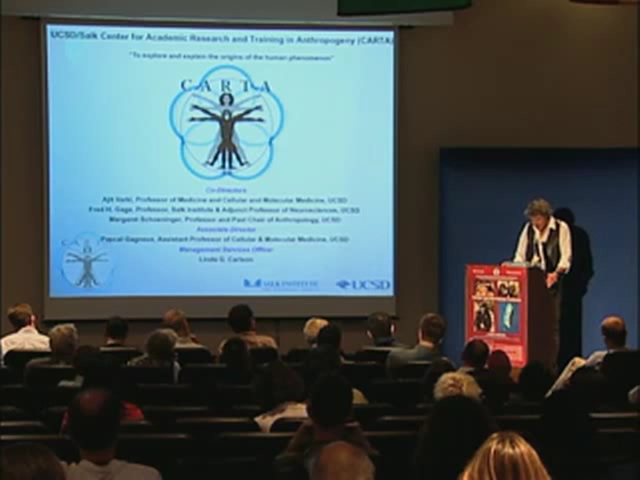 UCSD/Salk Center for Academic Research and Training in Anthropogeny (CARTA)
"To explore and explain the origins of the human phenomenon"
CARTA
Co-Directors
Ajit Varki, Professor of Medicine and Cellular and Molecular Medicine, UCSD
Fred H. Gage, Professor, Salk Institute & Adjunct Professor of Neurosciences, UCSD
Margaret Schoeninger, Professor and Past Chair of Anthropology, UCSD
Associate-Director
Pascal Gagneux, Assistant Professor of Cellular & Molecular Medicine, UCSD
Management Services Officer
Linda G. Carlson
SALK INSTITUTE
UCSD